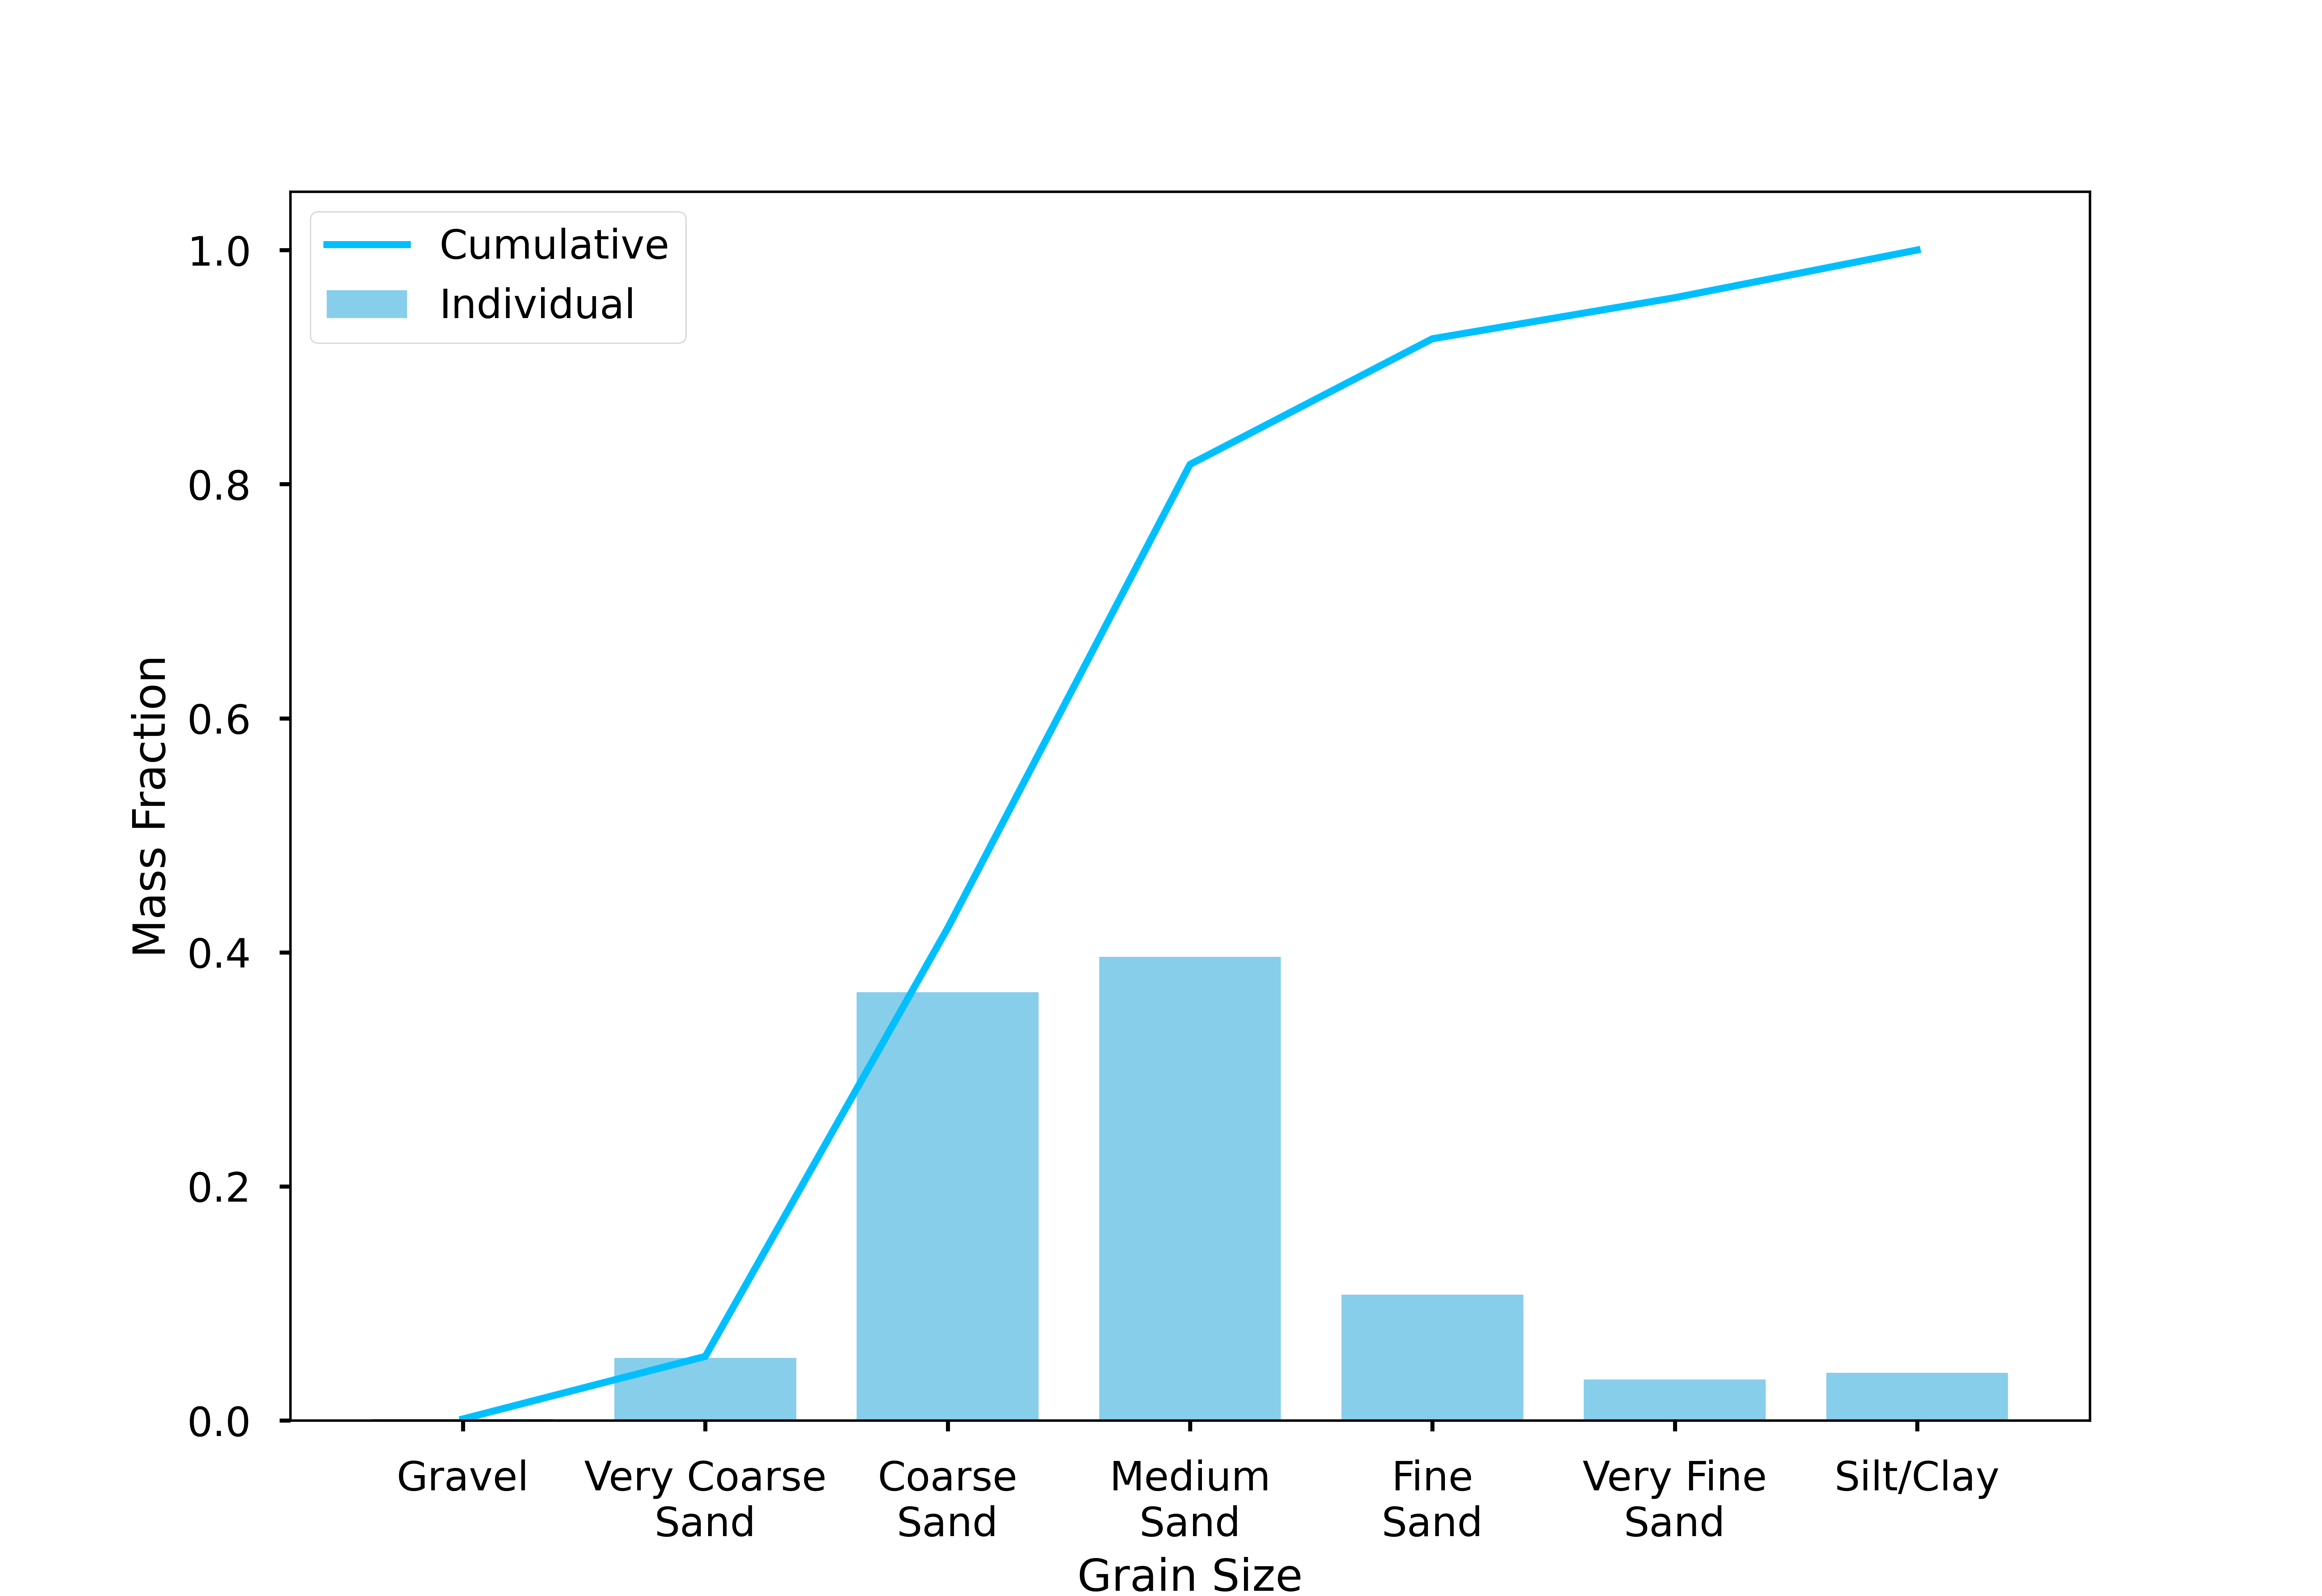 Cumulative
Individual
1.0
0.8
0.6
0.4
0.2
0.0
Mass Fraction
Gravel
Very Coarse
Sand
Coarse
Sand
Medium
Sand
Fine
Sand
Very Fine
Sand
Silt/Clay
Grain Size